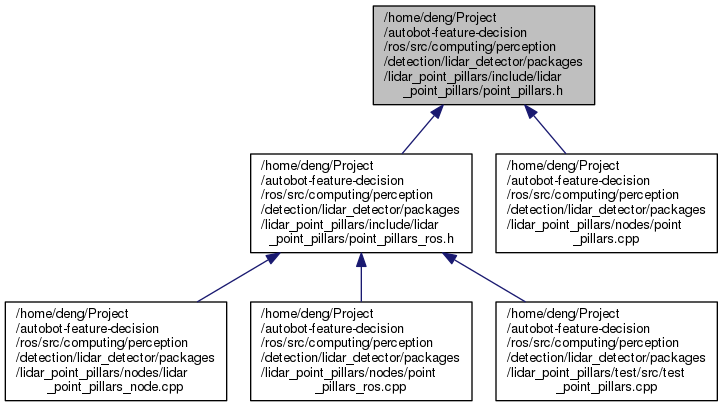 /home/deng/Project
/autobot-feature-decision
/ros/src/computing/perception
/detection/lidar_detector/packages
/lidar_point_pillars/include/lidar
_point_pillars/point_pillars.h
/home/deng/Project
/autobot-feature-decision
/ros/src/computing/perception
/detection/lidar_detector/packages
/lidar_point_pillars/include/lidar
_point_pillars/point_pillars_ros.h
/home/deng/Project
/autobot-feature-decision
/ros/src/computing/perception
/detection/lidar_detector/packages
/lidar_point_pillars/nodes/point
_pillars.cpp
/home/deng/Project
/autobot-feature-decision
/ros/src/computing/perception
/detection/lidar_detector/packages
/lidar_point_pillars/nodes/lidar
_point_pillars_node.cpp
/home/deng/Project
/autobot-feature-decision
/ros/src/computing/perception
/detection/lidar_detector/packages
/lidar_point_pillars/nodes/point
_pillars_ros.cpp
/home/deng/Project
/autobot-feature-decision
/ros/src/computing/perception
/detection/lidar_detector/packages
/lidar_point_pillars/test/src/test
_point_pillars.cpp